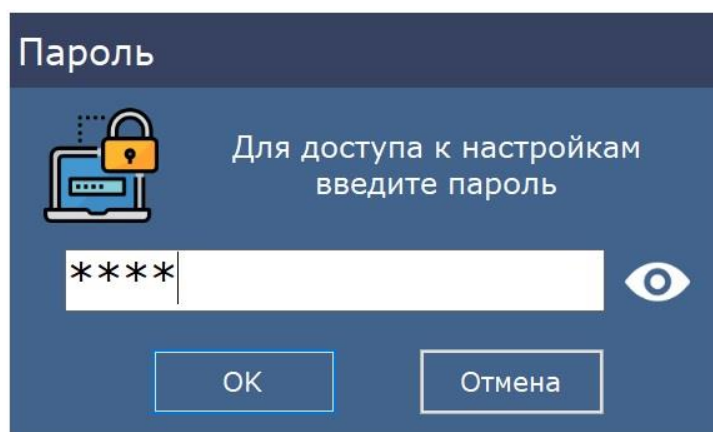 Пароль
Для доступа к настройкам
введите пароль
****
OK
Отмена